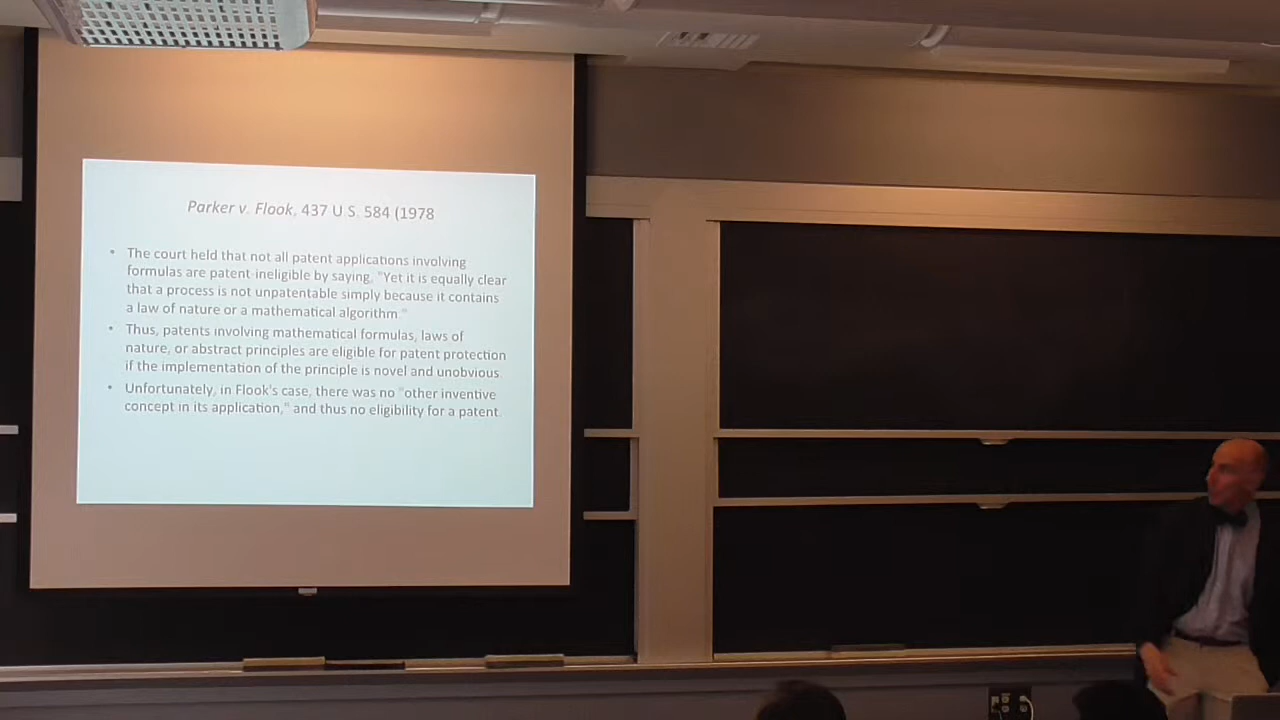 Parker v. Flook, 437 U.S. 584 (1978
• The court held that not all patent applications involving
formulas are patent-ineligible by saying, "Yet it is equally clear
that a process is not unpatentable simply because it contains
a law of nature or a mathematical algorithm."
• Thus, patents involving mathematical formulas, laws of
nature, or abstract principles are eligible for patent protection
if the implementation of the principle is novel and unobvious.
• Unfortunately, in Flook's case, there was no "other inventive
concept in its application," and thus no eligibility for a patent.